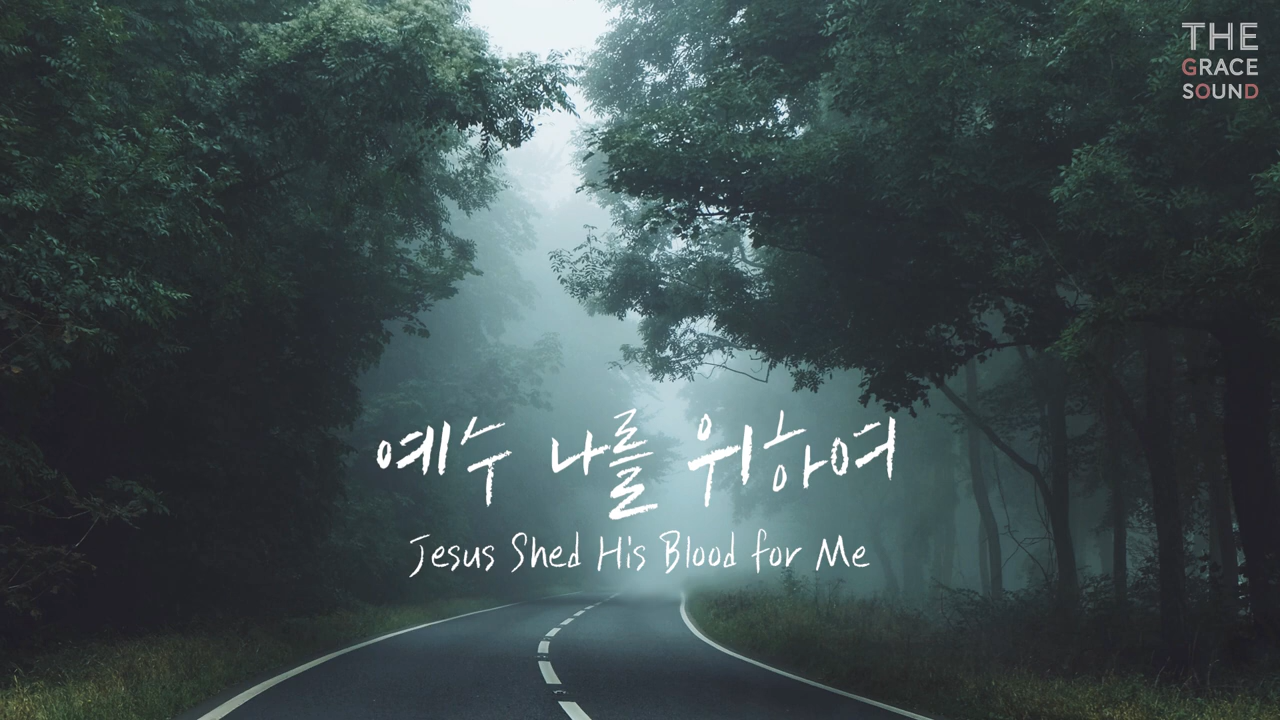 THE
GRACE
SOUND
예수 나를 위하여
Jesus Shed His Blood for Me